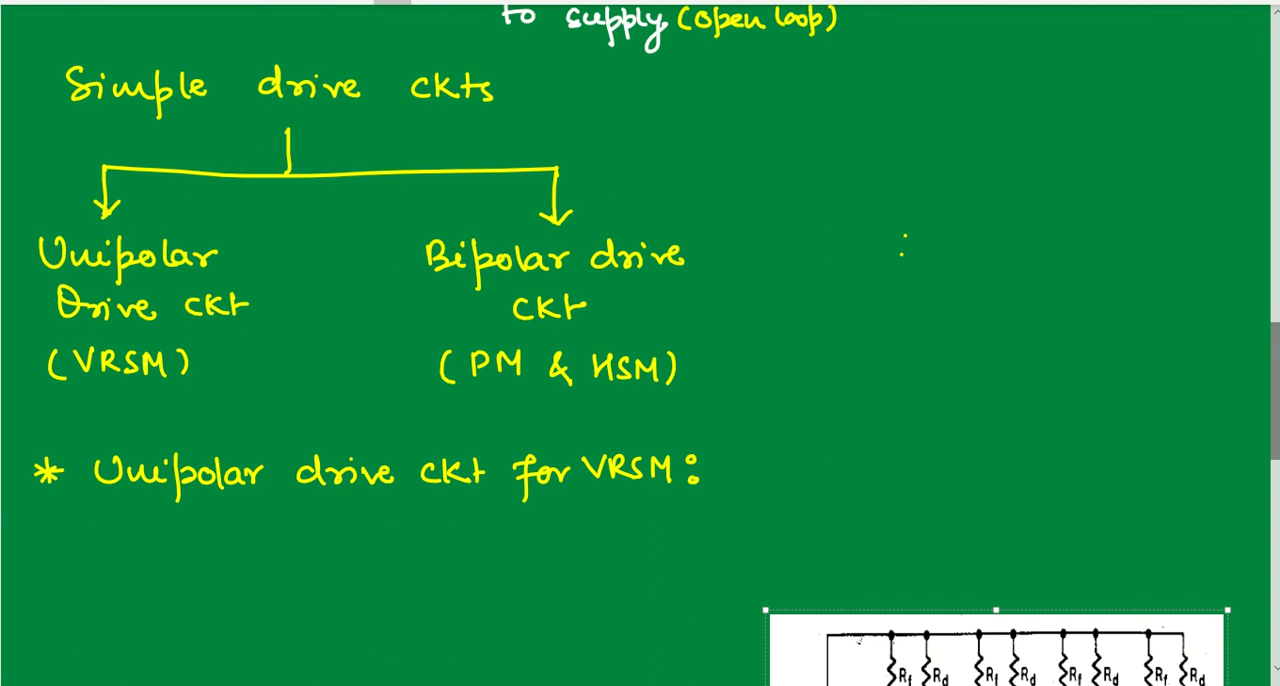 to supply (open loop)
Simple drive ckts
Unipolar Drive ckt (VRSM)
Bipolar drive ckt (PM & HSM)
* Unipolar drive ckt for VRSM:
Rf Rd Rf Rd Rf Rd Rf Rd